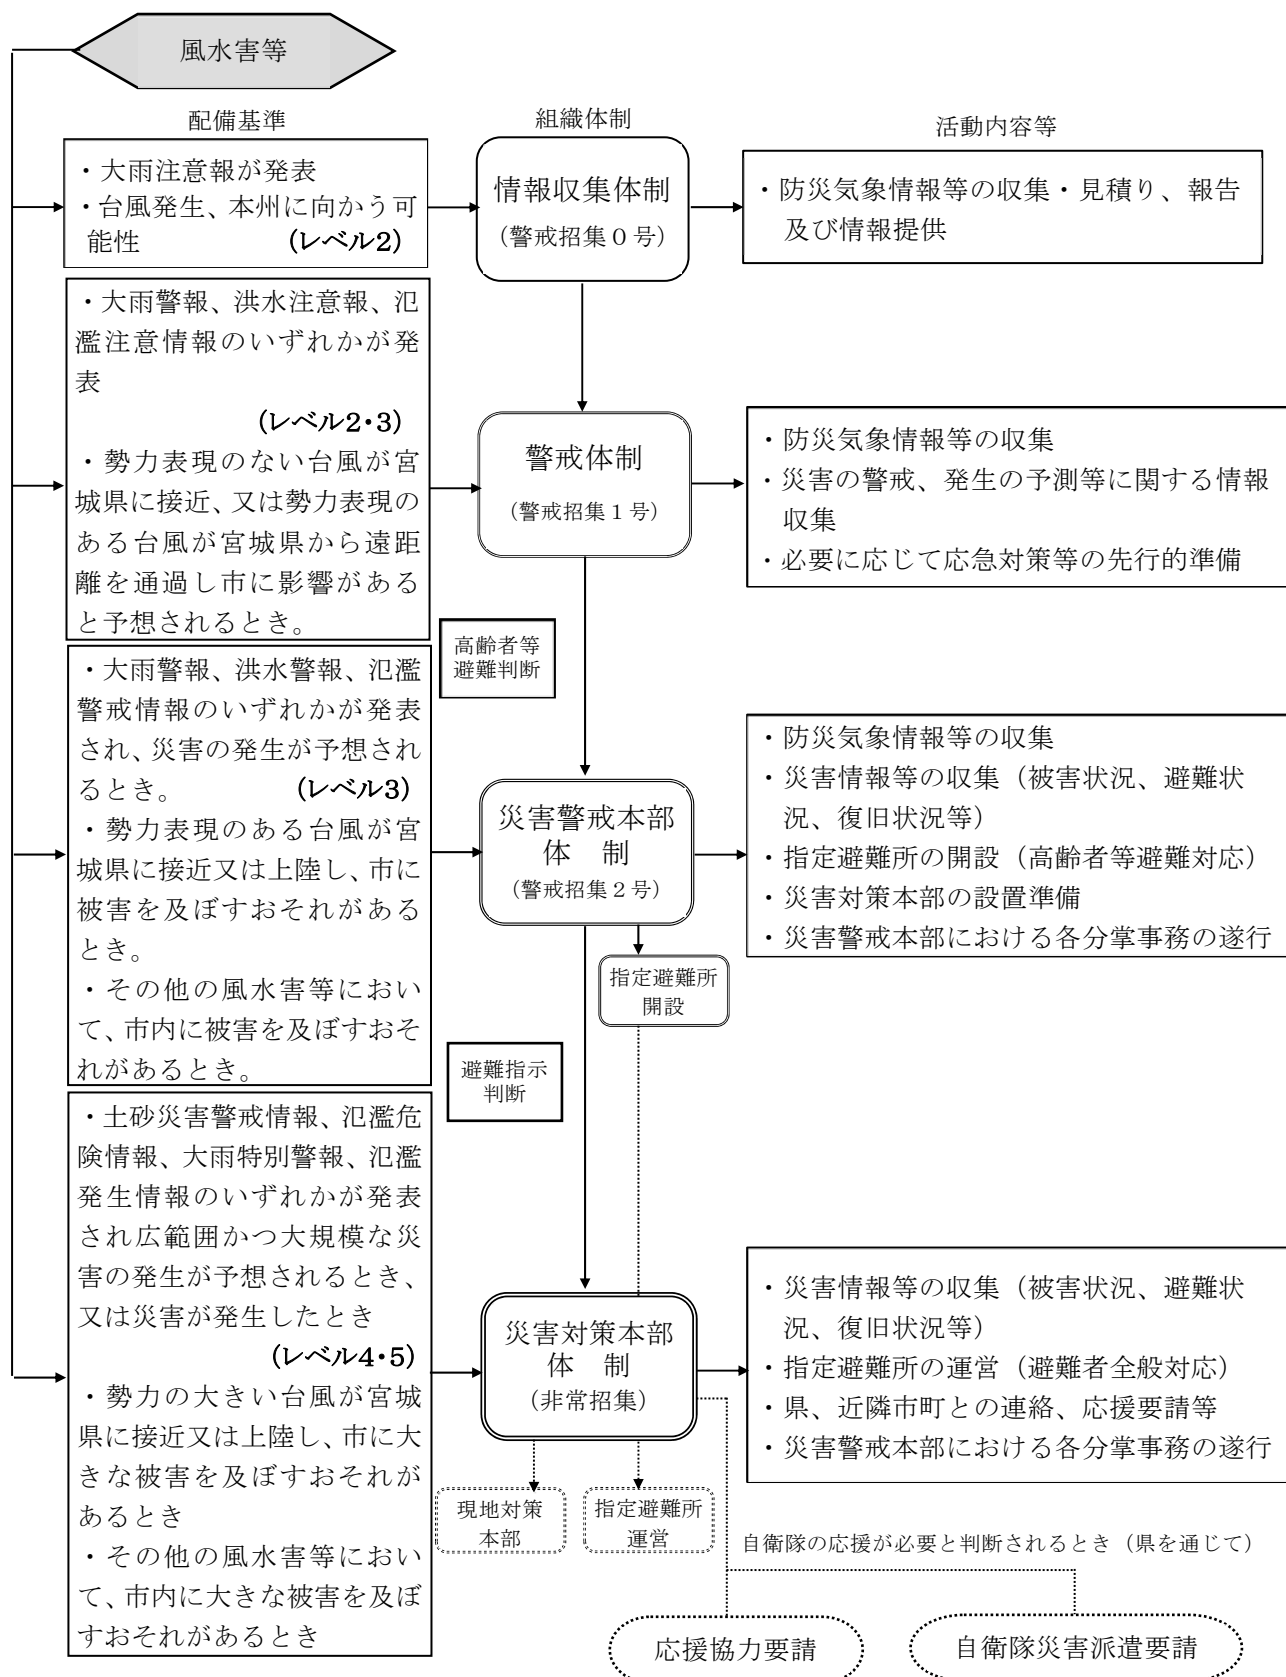 風水害等
配備基準
組織体制
活動内容等
・大雨注意報が発表
・台風発生、本州に向かう可
能性　(レベル2)
情報収集体制
（警戒招集０号）
・防災気象情報等の収集・見積り、報告
及び情報提供
・大雨警報、洪水注意報、氾
濫注意情報のいずれかが発
表
(レベル2・3)
・勢力表現のない台風が宮
城県に接近、又は勢力表現の
ある台風が宮城県から遠距
離を通過し市に影響がある
と予想されるとき。
警戒体制
（警戒招集１号）
・防災気象情報等の収集
・災害の警戒、発生の予測等に関する情報
収集
・必要に応じて応急対策等の先行的準備
高齢者等
避難判断
・大雨警報、洪水警報、氾濫
警戒情報のいずれかが発表
され、災害の発生が予想され
るとき。　(レベル3)
・勢力表現のある台風が宮
城県に接近又は上陸し、市に
被害を及ぼすおそれがある
とき。
・その他の風水害等におい
て、市内に被害を及ぼすおそ
れがあるとき。
災害警戒本部
体　制
（警戒招集２号）
・防災気象情報等の収集
・災害情報等の収集（被害状況、避難状
況、復旧状況等）
・指定避難所の開設（高齢者等避難対応）
・災害対策本部の設置準備
・災害警戒本部における各分掌事務の遂行
指定避難所
開設
避難指示
判断
・土砂災害警戒情報、氾濫危
険情報、大雨特別警報、氾濫
発生情報のいずれかが発表
され広範囲かつ大規模な災
害の発生が予想されるとき、
又は災害が発生したとき
(レベル4・5)
・勢力の大きい台風が宮城
県に接近又は上陸し、市に大
きな被害を及ぼすおそれが
あるとき
・その他の風水害等におい
て、市内に大きな被害を及ぼ
すおそれがあるとき
災害対策本部
体　制
（非常招集）
・災害情報等の収集（被害状況、避難状
況、復旧状況等）
・指定避難所の運営（避難者全般対応）
・県、近隣市町との連絡、応援要請等
・災害警戒本部における各分掌事務の遂行
現地対策
本部
指定避難所
運営
自衛隊の応援が必要と判断されるとき（県を通じて）
応援協力要請
自衛隊災害派遣要請